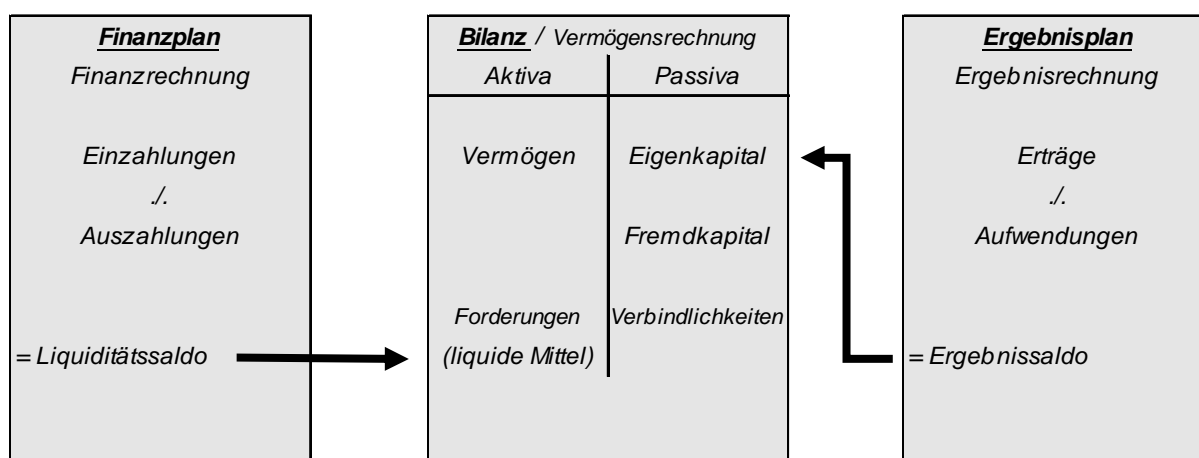 Finanzplan
Finanzrechnung
Einzahlungen
./.
Auszahlungen
= Liquiditätssaldo
Bilanz / Vermögensrechnung
Aktiva Passiva
Vermögen Eigenkapital
Fremdkapital
Forderungen Verbindlichkeiten
(liquide Mittel)
Ergebnisplan
Ergebnisrechnung
Erträge
./.
Aufwendungen
= Ergebnissaldo